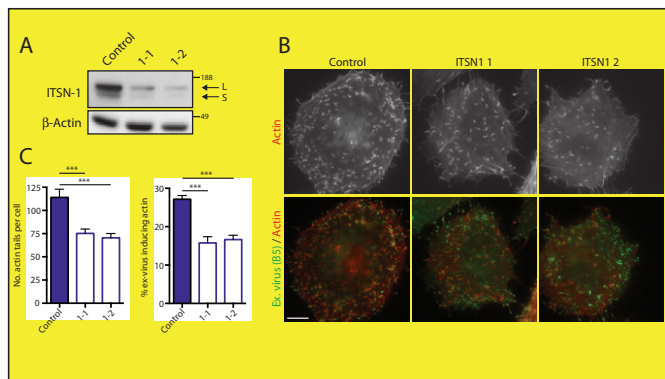 A
Control
1-1
1-2
188
ITSN-1
L
S
49
β-Actin
B
Control
ITSN1 1
ITSN1 2
Actin
Ex. virus (B5) / Actin
C
***
***
No. actin tails per cell
125
100
75
50
25
0
Control
1-1
1-2
***
***
% ex-virus inducing actin
30
20
10
0
Control
1-1
1-2